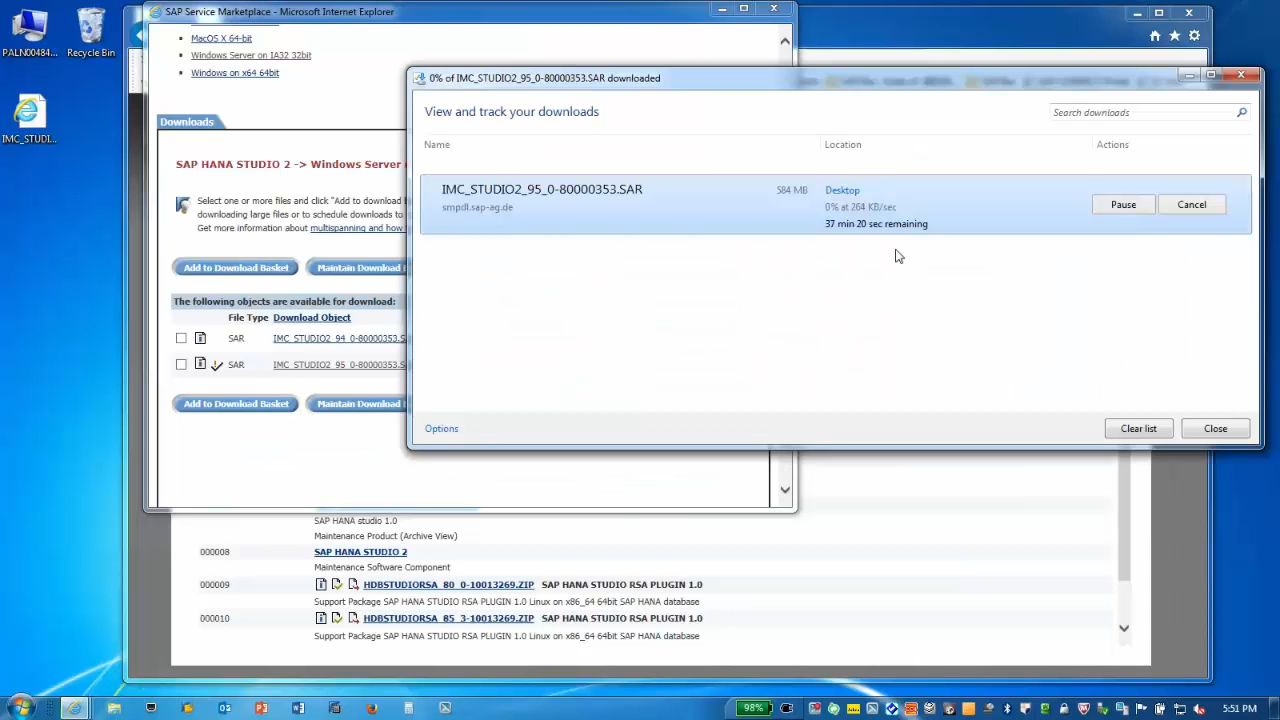 SAP Service Marketplace - Microsoft Internet Explorer
PALN00484...
Recycle Bin
IMC_STUDI...
MacOS X 64-bit
Windows Server on IA32 32bit
Windows on x64 64bit
Downloads
SAP HANA STUDIO 2 -> Windows Server
Select one or more files and click "Add to download
downloading large files or to schedule downloads to
Get more information about multispanning and how
Add to Download Basket
Maintain Download
The following objects are available for download:
File Type Download Object
SAR IMC_STUDIO2_94_0-80000353.S
SAR IMC_STUDIO2_95_0-80000353.S
Add to Download Basket
Maintain Download
0% of IMC_STUDIO2_95_0-80000353.SAR downloaded
View and track your downloads
Search downloads
Name Location Actions
IMC_STUDIO2_95_0-80000353.SAR 584 MB Desktop
smpdl.sap-ag.de 0% at 264 KB/sec
37 min 20 sec remaining
Pause Cancel
Options
Clear list Close
SAP HANA studio 1.0
Maintenance Product (Archive View)
000008 SAP HANA STUDIO 2
Maintenance Software Component
000009 HDBSTUDIORSA_80_0-10013269.ZIP SAP HANA STUDIO RSA PLUGIN 1.0
Support Package SAP HANA STUDIO RSA PLUGIN 1.0 Linux on x86_64 64bit SAP HANA database
000010 HDBSTUDIORSA_85_3-10013269.ZIP SAP HANA STUDIO RSA PLUGIN 1.0
Support Package SAP HANA STUDIO RSA PLUGIN 1.0 Linux on x86_64 64bit SAP HANA database
98%
5:51 PM